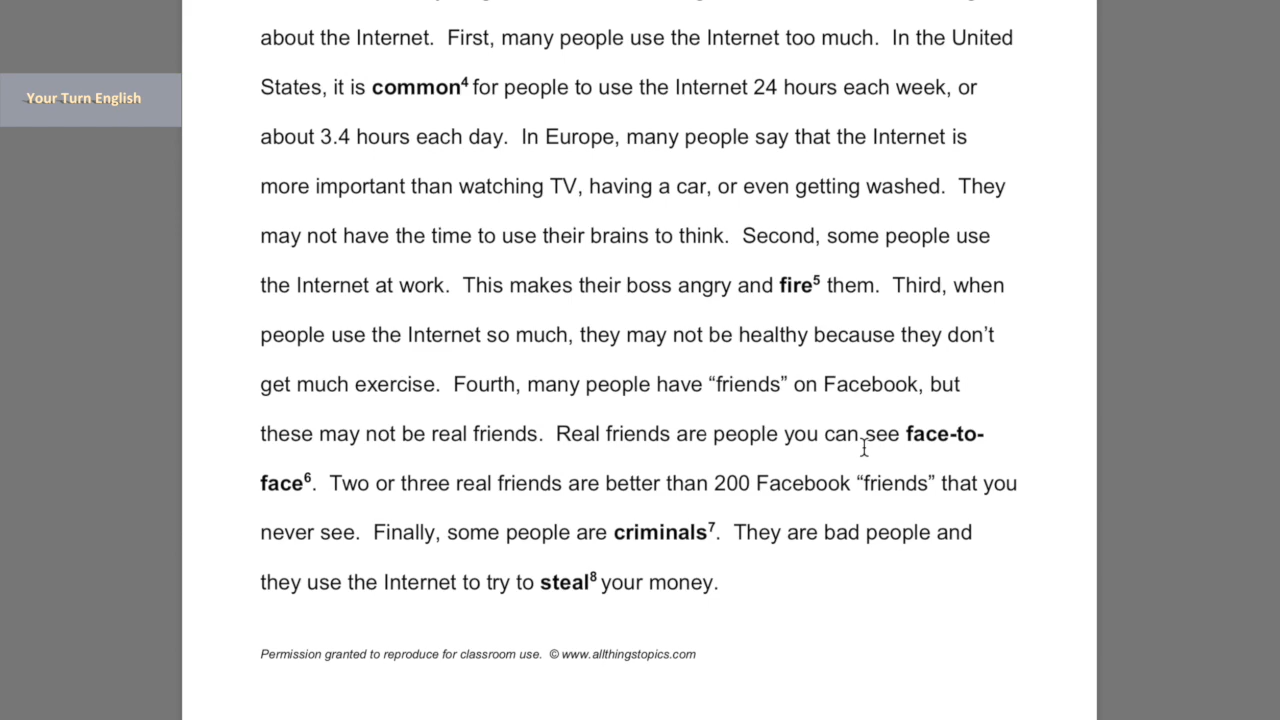 about the Internet.  First, many people use the Internet too much.  In the United
Your Turn English
States, it is common⁴ for people to use the Internet 24 hours each week, or
about 3.4 hours each day.  In Europe, many people say that the Internet is
more important than watching TV, having a car, or even getting washed.  They
may not have the time to use their brains to think.  Second, some people use
the Internet at work.  This makes their boss angry and fire⁵ them.  Third, when
people use the Internet so much, they may not be healthy because they don’t
get much exercise.  Fourth, many people have “friends” on Facebook, but
these may not be real friends.  Real friends are people you can see face-to-
face⁶.  Two or three real friends are better than 200 Facebook “friends” that you
never see.  Finally, some people are criminals⁷.  They are bad people and
they use the Internet to try to steal⁸ your money.
Permission granted to reproduce for classroom use.  © www.allthingstopics.com